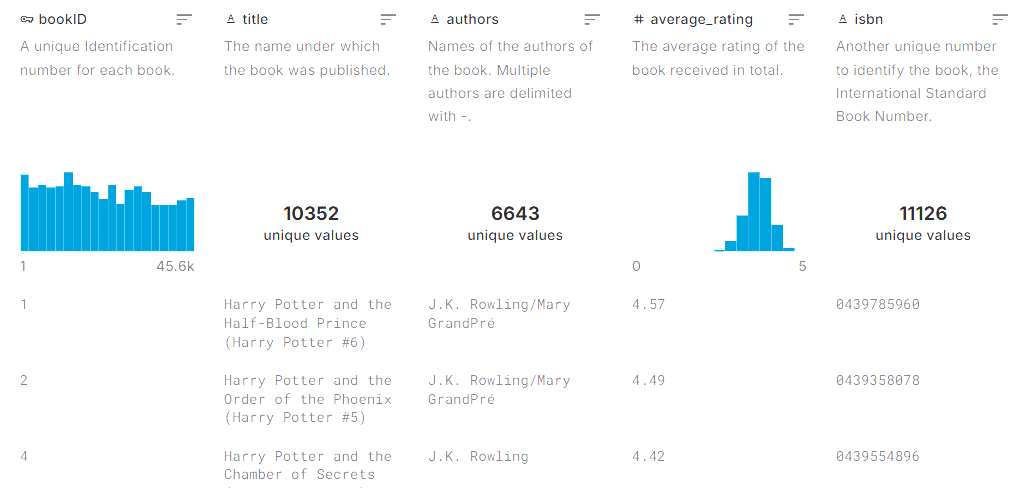 bookID
title
authors
average_rating
isbn
A unique Identification
number for each book.
The name under which
the book was published.
Names of the authors of
the book. Multiple
authors are delimited
with -.
The average rating of the
book received in total.
Another unique number
to identify the book, the
International Standard
Book Number.
1
45.6k
10352
unique values
6643
unique values
0
5
11126
unique values
1
Harry Potter and the
Half-Blood Prince
(Harry Potter #6)
J.K. Rowling/Mary
GrandPré
4.57
0439785960
2
Harry Potter and the
Order of the Phoenix
(Harry Potter #5)
J.K. Rowling/Mary
GrandPré
4.49
0439358078
4
Harry Potter and the
Chamber of Secrets
J.K. Rowling
4.42
0439554896